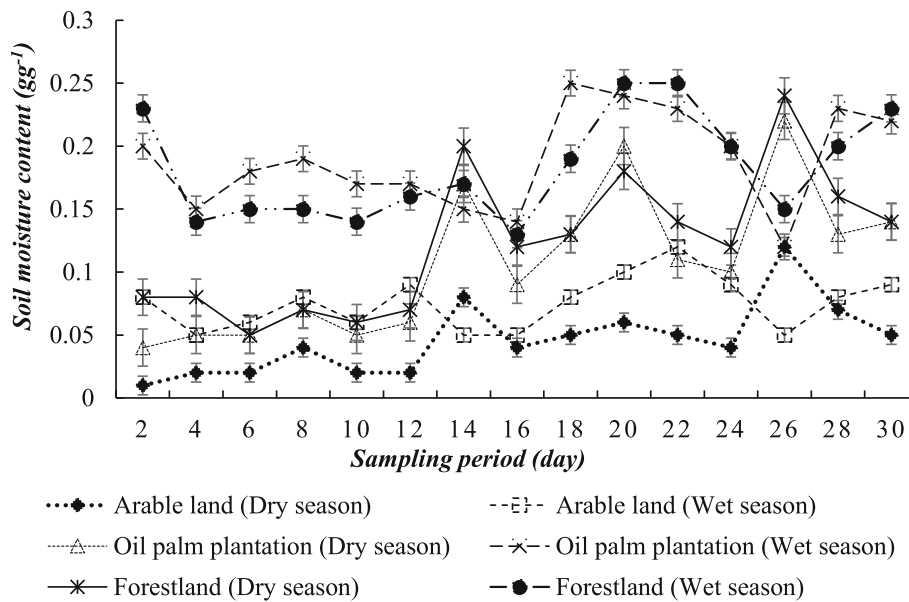 Soil moisture content (gg⁻¹)
0.3
0.25
0.2
0.15
0.1
0.05
0
2 4 6 8 10 12 14 16 18 20 22 24 26 28 30
Sampling period (day)
Arable land (Dry season)
Arable land (Wet season)
Oil palm plantation (Dry season)
Oil palm plantation (Wet season)
Forestland (Dry season)
Forestland (Wet season)